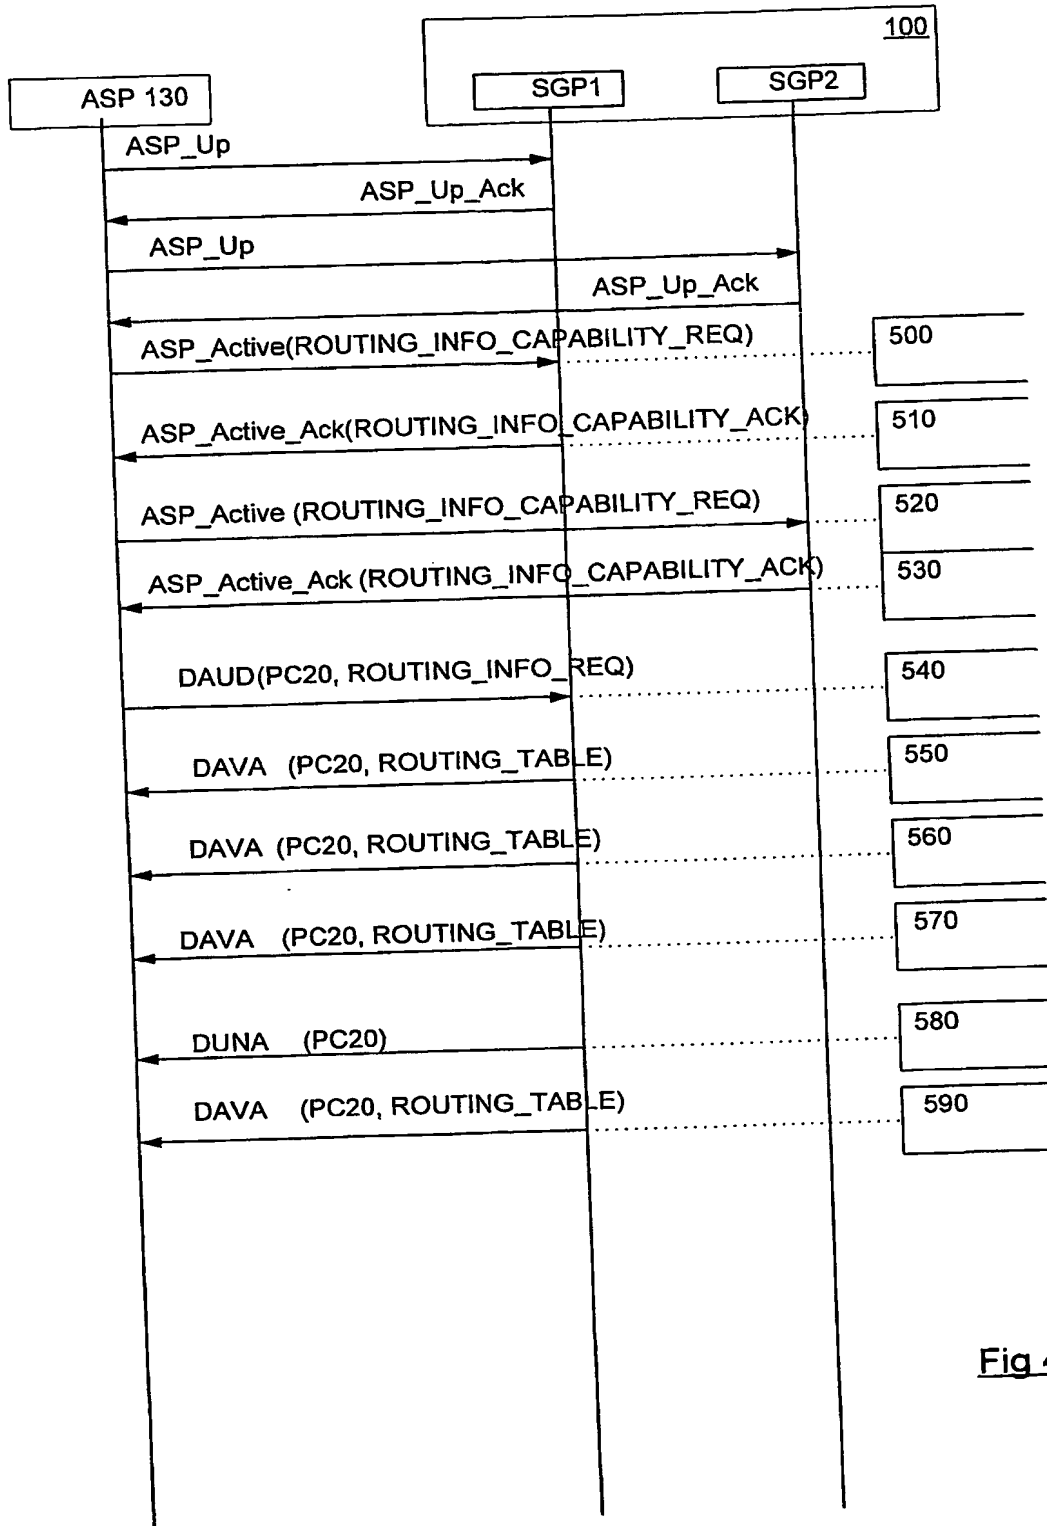 100
ASP 130
SGP1
SGP2
ASP_Up
ASP_Up_Ack
ASP_Up
ASP_Up_Ack
ASP_Active(ROUTING_INFO_CAPABILITY_REQ)
500
ASP_Active_Ack(ROUTING_INFO_CAPABILITY_ACK)
510
ASP_Active (ROUTING_INFO_CAPABILITY_REQ)
520
ASP_Active_Ack (ROUTING_INFO_CAPABILITY_ACK)
530
DAUD(PC20, ROUTING_INFO_REQ)
540
DAVA (PC20, ROUTING_TABLE)
550
DAVA (PC20, ROUTING_TABLE)
560
DAVA (PC20, ROUTING_TABLE)
570
DUNA (PC20)
580
DAVA (PC20, ROUTING_TABLE)
590
Fig 4